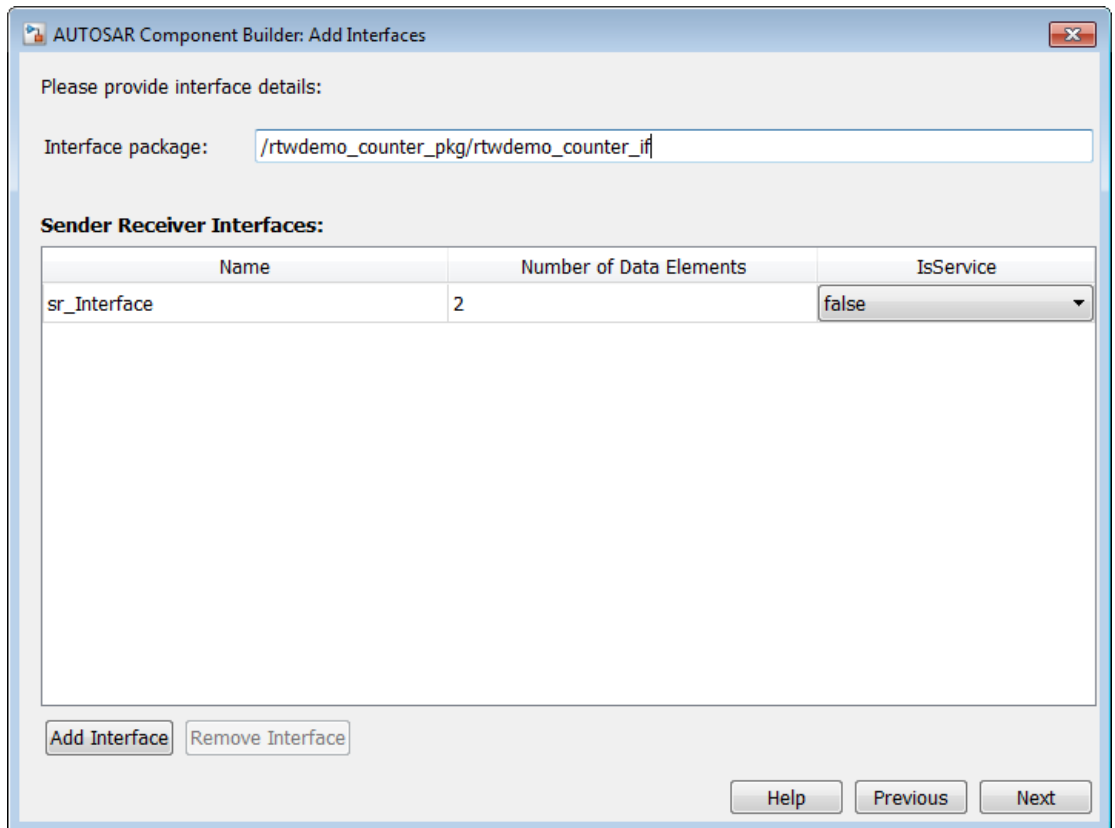 AUTOSAR Component Builder: Add Interfaces
Please provide interface details:
Interface package: /rtwdemo_counter_pkg/rtwdemo_counter_if
Sender Receiver Interfaces:
Name Number of Data Elements IsService
sr_Interface 2 false
Add Interface Remove Interface
Help Previous Next